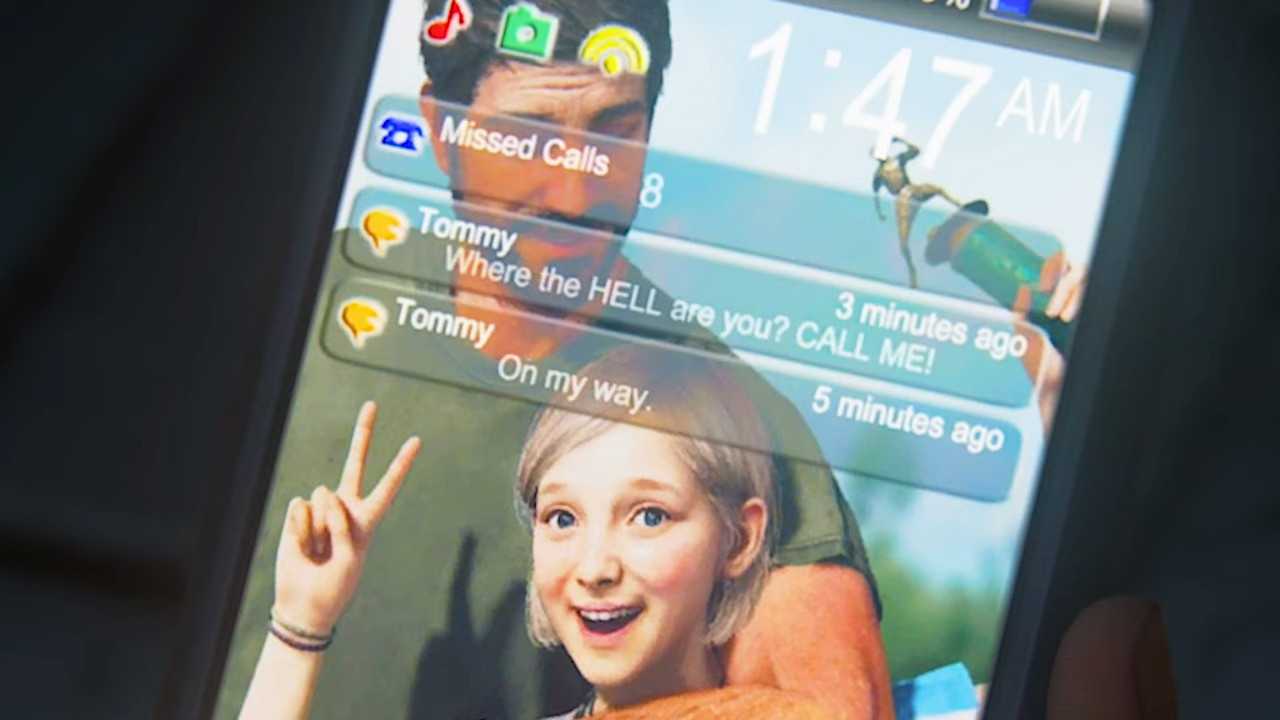 %
1:47 AM
Missed Calls
8
Tommy
Where the HELL are you? CALL ME!
3 minutes ago
Tommy
On my way.
5 minutes ago